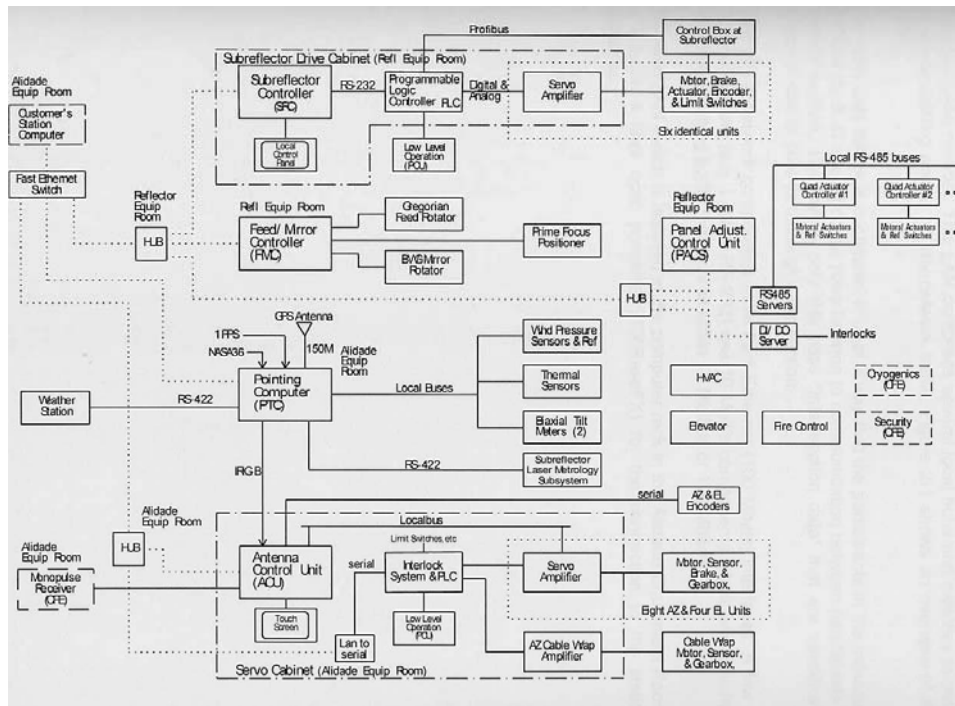 Profibus
Control Box at
Subreflector
Subreflector Drive Cabinet (Refl Equip Room)
Alidade
Equip Room
Customer's
Station
Computer
Fast Ethernet
Switch
Subreflector
Controller
(SRC)
RS-232
Programmable
Logic
Controller PLC
Digital &
Analog
Servo
Amplifier
Motor, Brake,
Actuator, Encoder,
& Limit Switches
Local
Control
Panel
Low Level
Operation
(PCU)
Six identical units
Local RS-485 buses
Quad Actuator
Controller #1
Quad Actuator
Controller #2
Motors/ Actuators
& Ref Switches
Motors/ Actuators
& Ref Switches
Reflector
Equip
Room
HUB
Refl Equip Room
Feed/ Mirror
Controller
(FMC)
Gregorian
Feed Rotator
BWG Mirror
Rotator
Prime Focus
Positioner
Reflector
Equip Room
Panel Adjust.
Control Unit
(PACS)
HUB
RS485
Servers
DI/ DO
Server
Interlocks
GPS Antenna
1 PPS
NASA36
150M
Alidade
Equip
Room
Pointing
Computer
(PTC)
Local Buses
Wind Pressure
Sensors & Ref
Thermal
Sensors
Biaxial Tilt
Meters (2)
HVAC
Cryogenics
(CFE)
Elevator
Fire Control
Security
(CFE)
Weather
Station
RS-422
IRG B
RS-422
Subreflector
Laser Metrology
Subsystem
serial
AZ & EL
Encoders
Alidade
Equip Room
HUB
Alidade
Equip Room
Monopulse
Receiver
(CFE)
Localbus
Antenna
Control Unit
(ACU)
Limit Switches, etc
serial
Interlock
System & PLC
Servo
Amplifier
Motor, Sensor,
Brake, &
Gearbox,
Touch
Screen
Lan to
serial
Low Level
Operation
(PCU)
Eight AZ & Four EL Units
AZ Cable Wrap
Amplifier
Cable Wrap
Motor, Sensor,
& Gearbox,
Servo Cabinet (Alidade Equip Room)